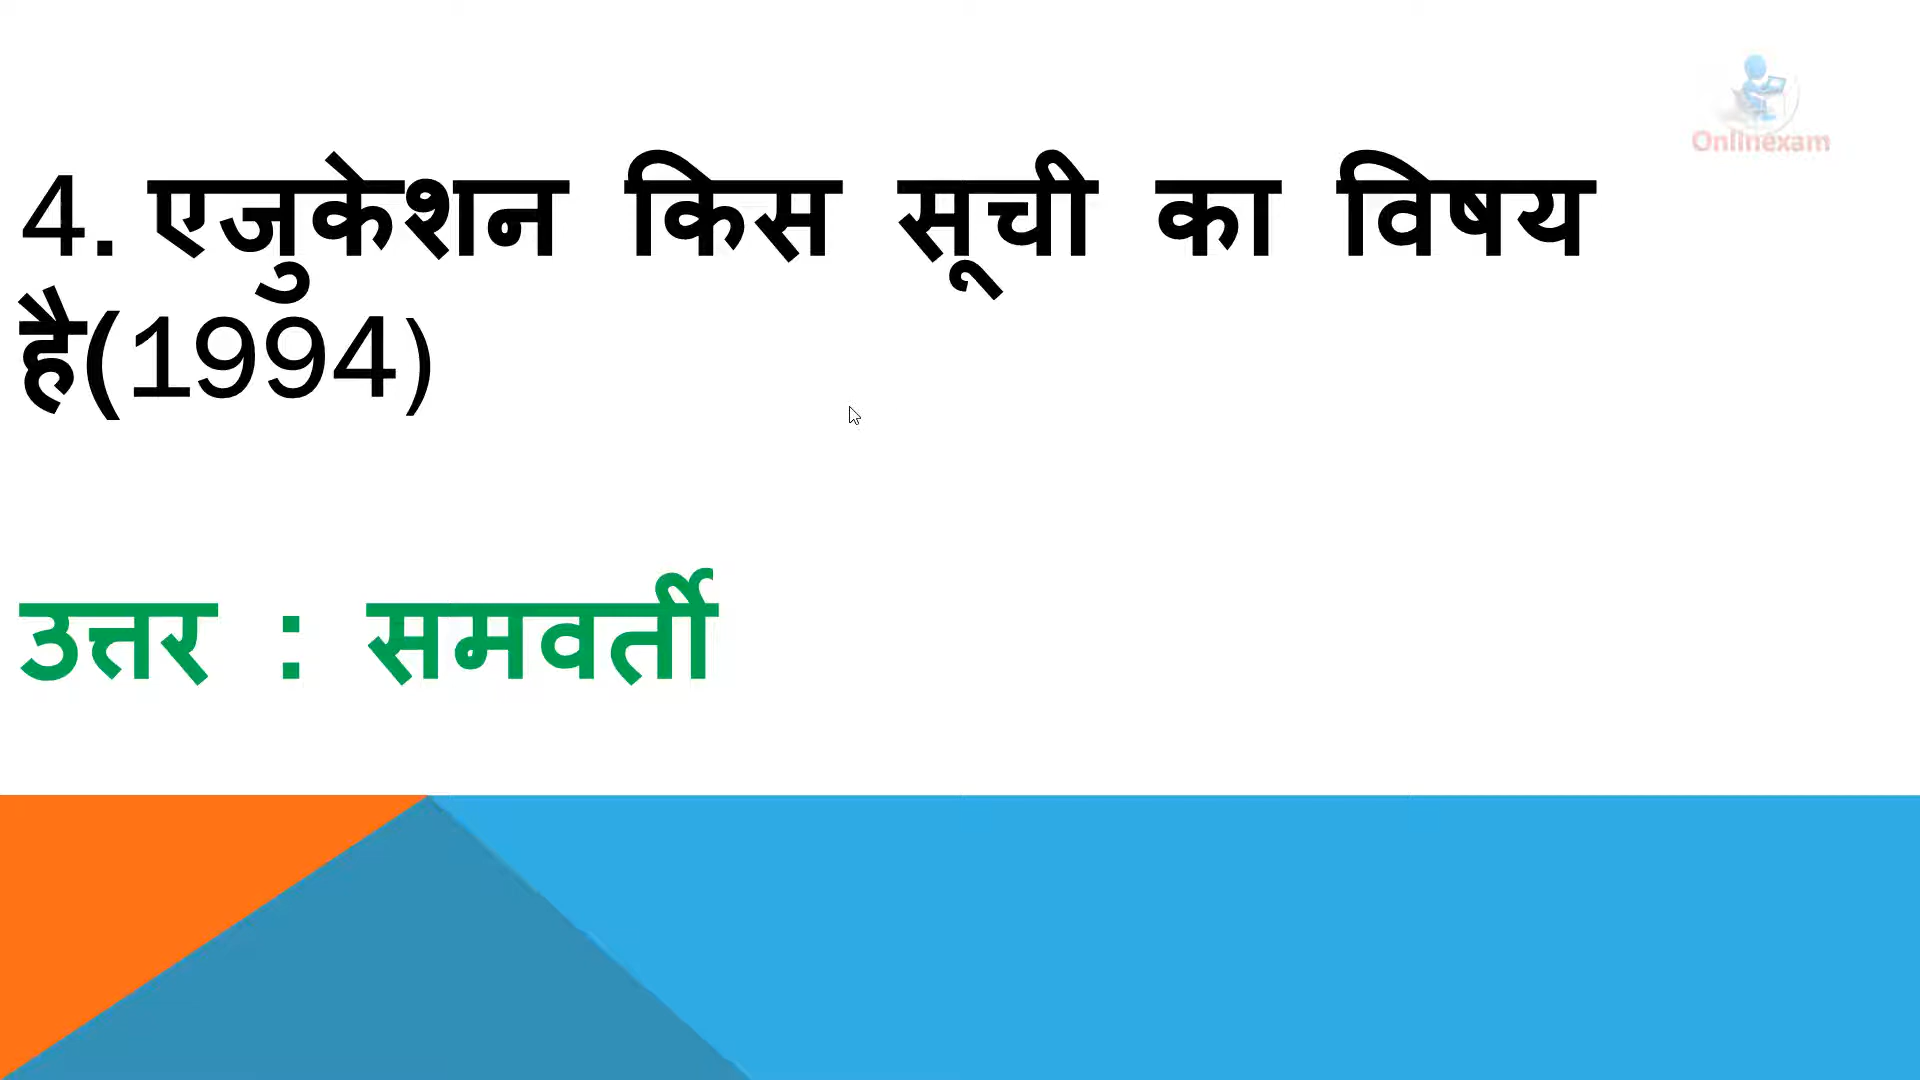 Onlinexam
4. एजुकेशन किस सूची का विषय
है(1994)
उत्तर : समवर्ती